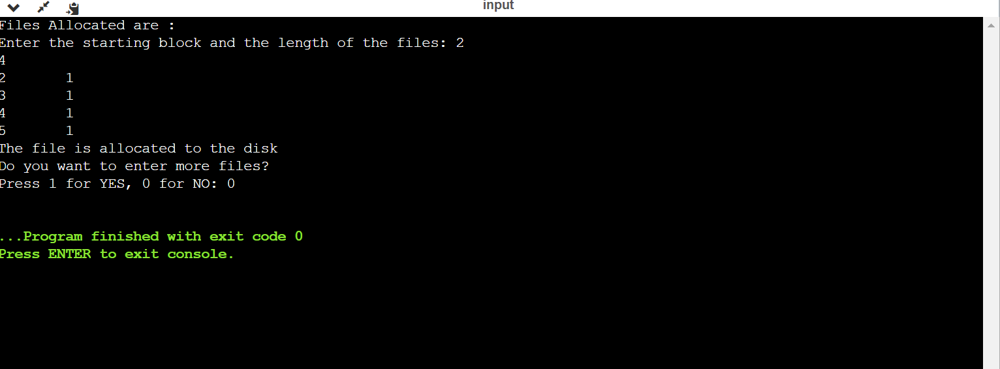 input
Files Allocated are :
Enter the starting block and the length of the files: 2
4
2 1
3 1
4 1
5 1
The file is allocated to the disk
Do you want to enter more files?
Press 1 for YES, 0 for NO: 0
...Program finished with exit code 0
Press ENTER to exit console.